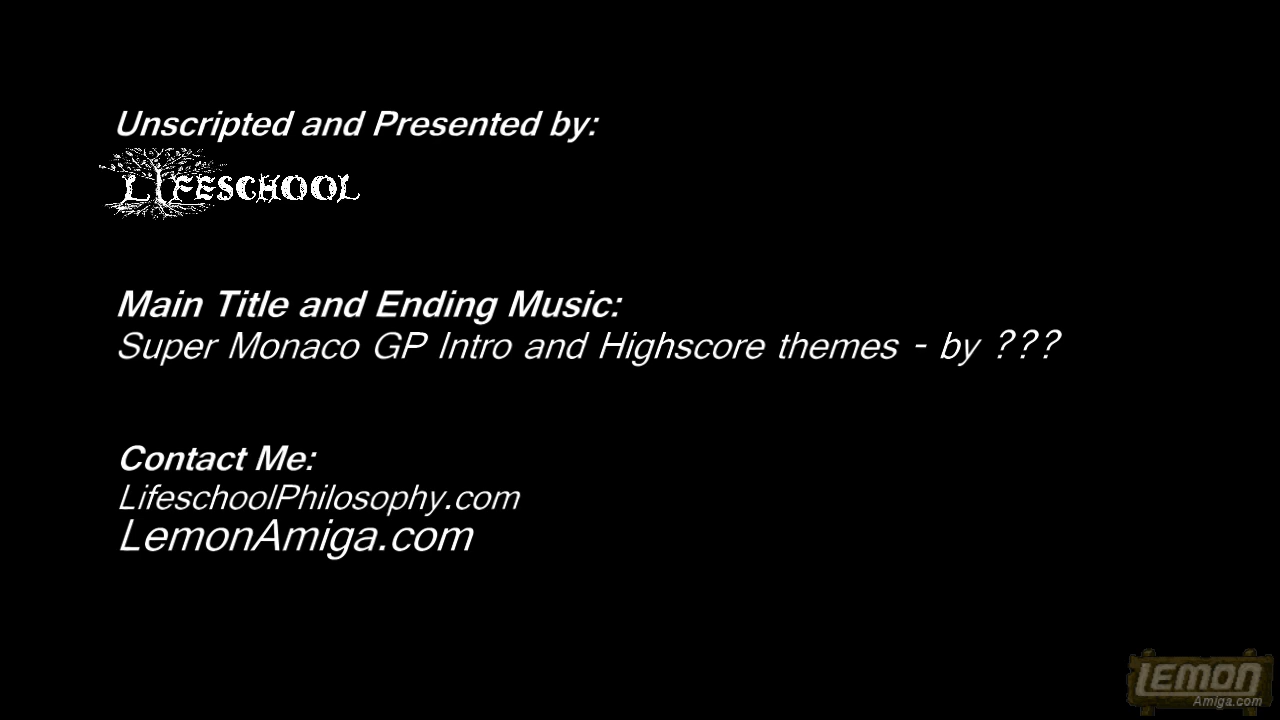 Unscripted and Presented by:
LIFESCHOOL
Main Title and Ending Music:
Super Monaco GP Intro and Highscore themes - by ???
Contact Me:
LifeschoolPhilosophy.com
LemonAmiga.com
LEMON
Amiga.com